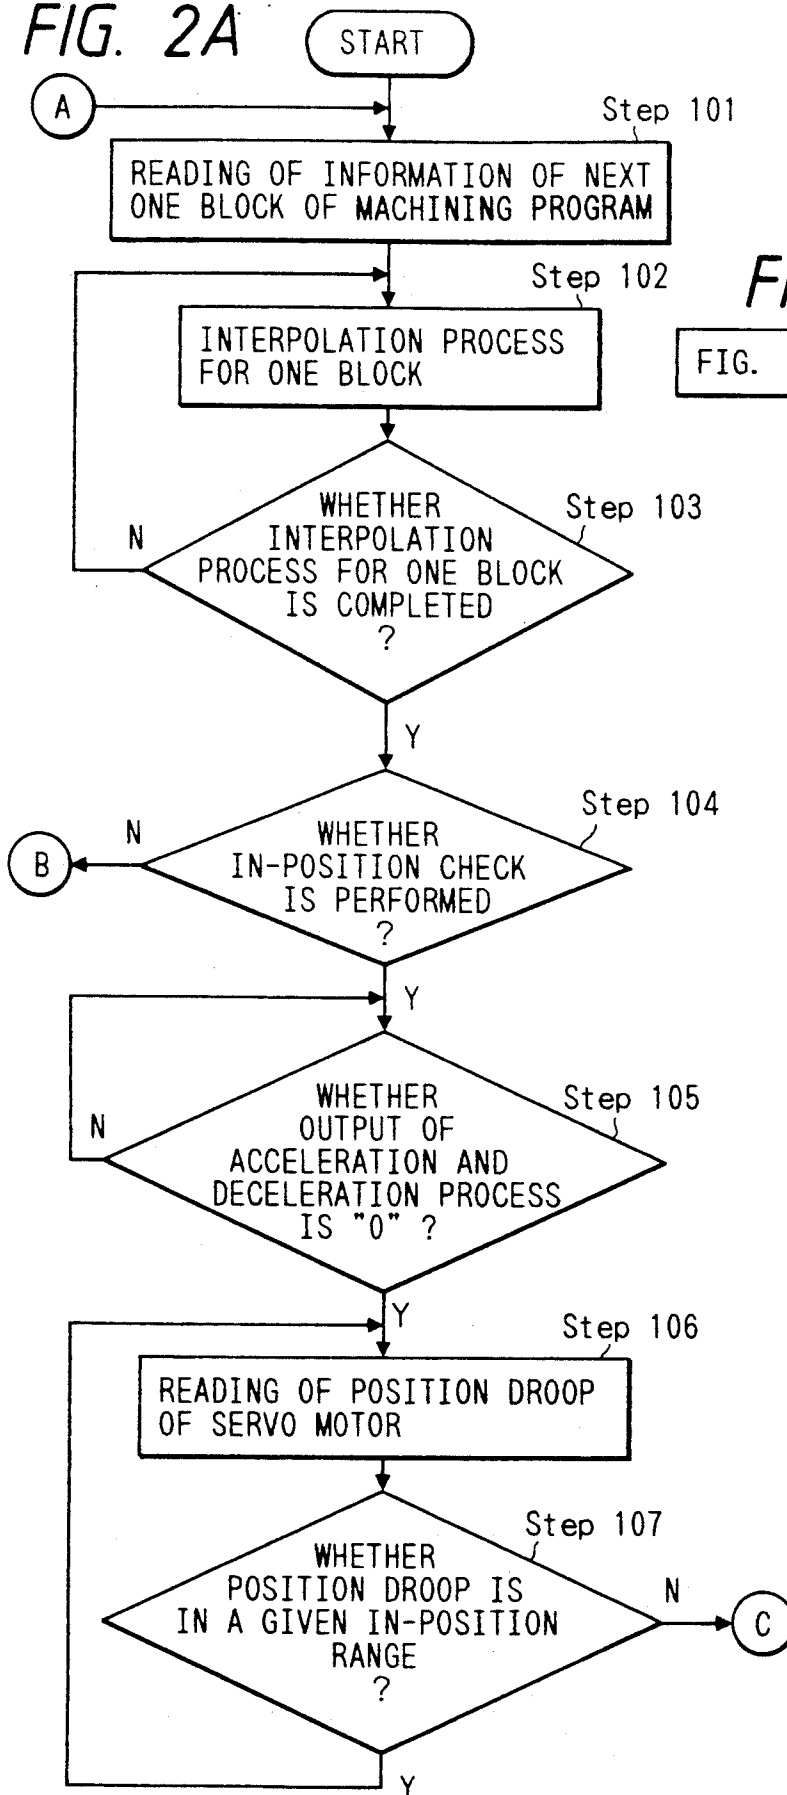 FIG. 2A
START
A
Step 101
READING OF INFORMATION OF NEXT
ONE BLOCK OF MACHINING PROGRAM
Step 102
INTERPOLATION PROCESS
FOR ONE BLOCK
FIG.
Step 103
WHETHER
INTERPOLATION
PROCESS FOR ONE BLOCK
IS COMPLETED
?
N
Y
Step 104
WHETHER
IN-POSITION CHECK
IS PERFORMED
?
N
B
Y
Step 105
WHETHER
OUTPUT OF
ACCELERATION AND
DECELERATION PROCESS
IS "0" ?
N
Y
Step 106
READING OF POSITION DROOP
OF SERVO MOTOR
Step 107
WHETHER
POSITION DROOP IS
IN A GIVEN IN-POSITION
RANGE
?
N
C
Y